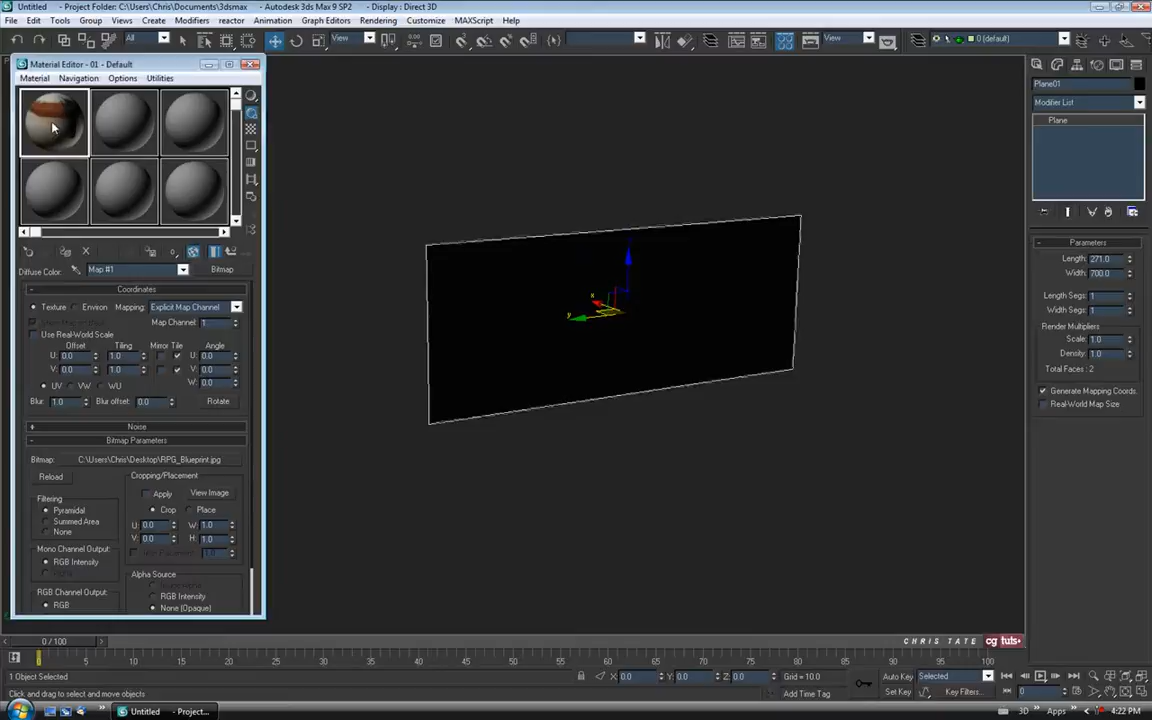 Untitled - Project Folder: C:\Users\Chris\Documents\3dsmax - Autodesk 3ds Max 9 SP2 - Display : Direct 3D
File Edit Tools Group Views Create Modifiers reactor Animation Graph Editors Rendering Customize MAXScript Help
All View View 0 (default)
Material Editor - 01 - Default
Material Navigation Options Utilities
Diffuse Color: Map #1 Bitmap
Coordinates
Texture Environ Mapping: Explicit Map Channel
Map Channel: 1
Use Real-World Scale
Offset Tiling Mirror Tile Angle
U: 0.0 1.0 U: 0.0
V: 0.0 1.0 V: 0.0
W: 0.0
UV VW WU
Blur: 1.0 Blur offset: 0.0 Rotate
+ Noise
- Bitmap Parameters
Bitmap: C:\Users\Chris\Desktop\RPG_Blueprint.jpg
Reload
Cropping/Placement
Apply View Image
Crop Place
U: 0.0 W: 1.0
V: 0.0 H: 1.0
1.0
Filtering
Pyramidal
Summed Area
None
Mono Channel Output:
RGB Intensity
RGB Channel Output:
RGB
Alpha Source
RGB Intensity
None (Opaque)
x
y
Plane01
Modifier List
Plane
- Parameters
Length: 271.0
Width: 700.0
Length Segs: 1
Width Segs: 1
Render Multipliers
Scale: 1.0
Density: 1.0
Total Faces : 2
Generate Mapping Coords.
Real-World Map Size
CHRIS TATE cg tuts+
0 / 100
0 5 10 15 20 25 30 35 40 45 50 55 60 65 70 75 80 85 90 95 100
1 Object Selected X: 0.0 Y: 0.0 Z: 0.0 Grid = 10.0 Auto Key Selected
Click and drag to select and move objects Add Time Tag Set Key Key Filters... 0
Untitled - Project... 3D Apps 4:22 PM